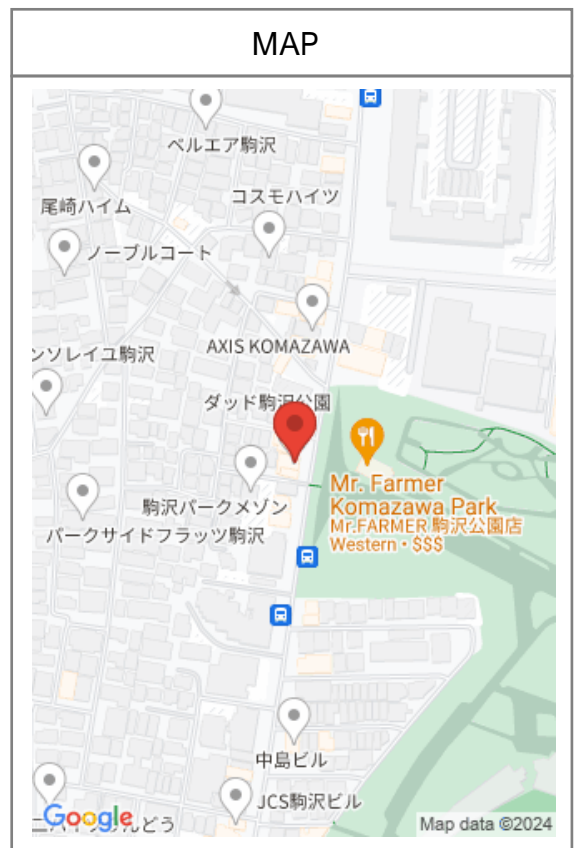 MAP
ベルエア駒沢
尾崎ハイム
コスモハイツ
ノーブルコート
AXIS KOMAZAWA
ンソレイユ駒沢
ダッド駒沢公園
Mr. Farmer
Komazawa Park
Mr.FARMER 駒沢公園店
Western • $$$
駒沢パークメゾン
パークサイドフラッツ駒沢
中島ビル
JCS駒沢ビル
Google
Map data ©2024